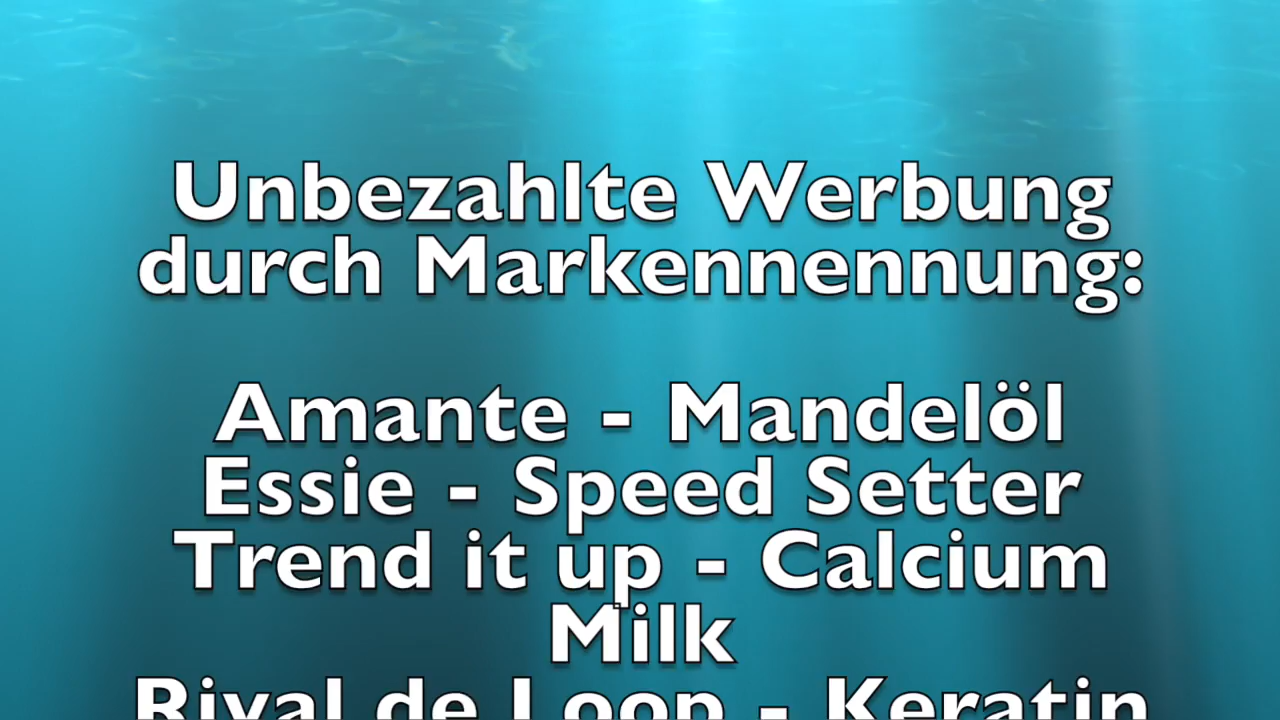 Unbezahlte Werbung
durch Markennennung:
Amante - Mandelöl
Essie - Speed Setter
Trend it up - Calcium
Milk
Rival de Loop - Keratin